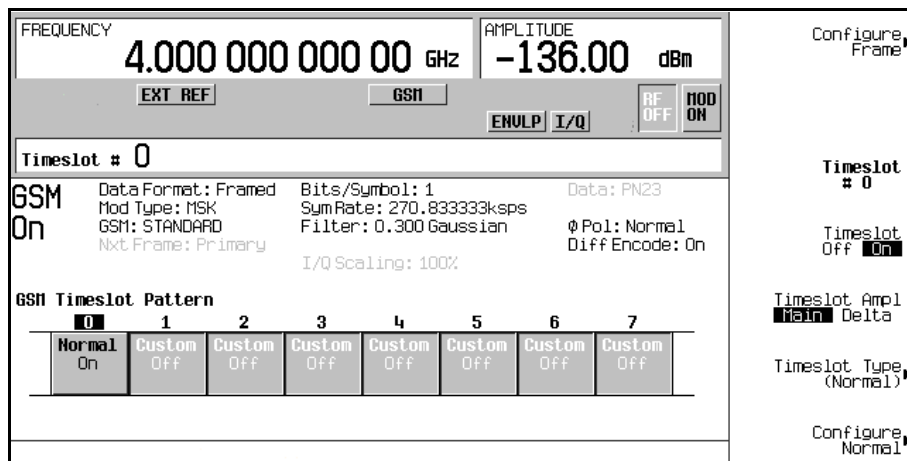 FREQUENCY
4.000 000 000 00 GHz
AMPLITUDE
-136.00 dBm
EXT REF
GSM
ENVLP
I/Q
RF OFF
MOD ON
Timeslot # 0
GSM On
Data Format: Framed
Mod Type: MSK
GSM: STANDARD
Nxt Frame: Primary
Bits/Symbol: 1
Sym Rate: 270.833333ksps
Filter: 0.300 Gaussian
I/Q Scaling: 100%
Data: PN23
Φ Pol: Normal
Diff Encode: On
GSM Timeslot Pattern
0 1 2 3 4 5 6 7
Normal Custom Custom Custom Custom Custom Custom Custom
On Off Off Off Off Off Off Off
Configure
Frame
Timeslot
# 0
Timeslot
Off On
Timeslot Ampl
Main Delta
Timeslot Type
(Normal)
Configure
Normal